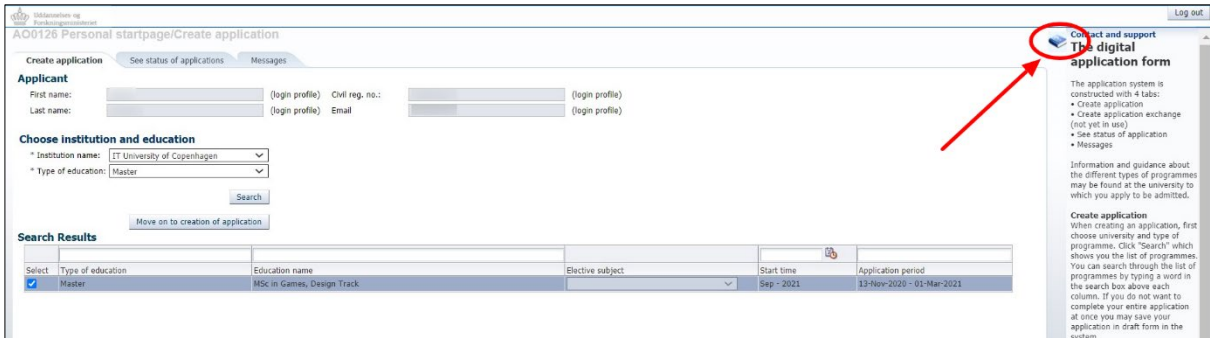 Uddannelses- og
Forskningsministeriet
Log out
AO0126 Personal startpage/Create application
Create application
See status of applications
Messages
Applicant
First name:
(login profile)
Civil reg. no.:
(login profile)
Last name:
(login profile)
Email
(login profile)
Choose institution and education
* Institution name:
IT University of Copenhagen
* Type of education:
Master
Search
Move on to creation of application
Search Results
Select
Type of education
Education name
Elective subject
Start time
Application period
Master
MSc in Games, Design Track
Sep - 2021
13-Nov-2020 - 01-Mar-2021
Contact and support
The digital
application form
The application system is
constructed with 4 tabs:
• Create application
• Create application exchange
(not yet in use)
• See status of application
• Messages
Information and guidance about
the different types of programmes
may be found at the university to
which you apply to be admitted.
Create application
When creating an application, first
choose university and type of
programme. Click "Search" which
shows you the list of programmes.
You can search through the list of
programmes by typing a word in
the search box above each
column. If you do not want to
complete your entire application
at once you may save your
application in draft form in the
system